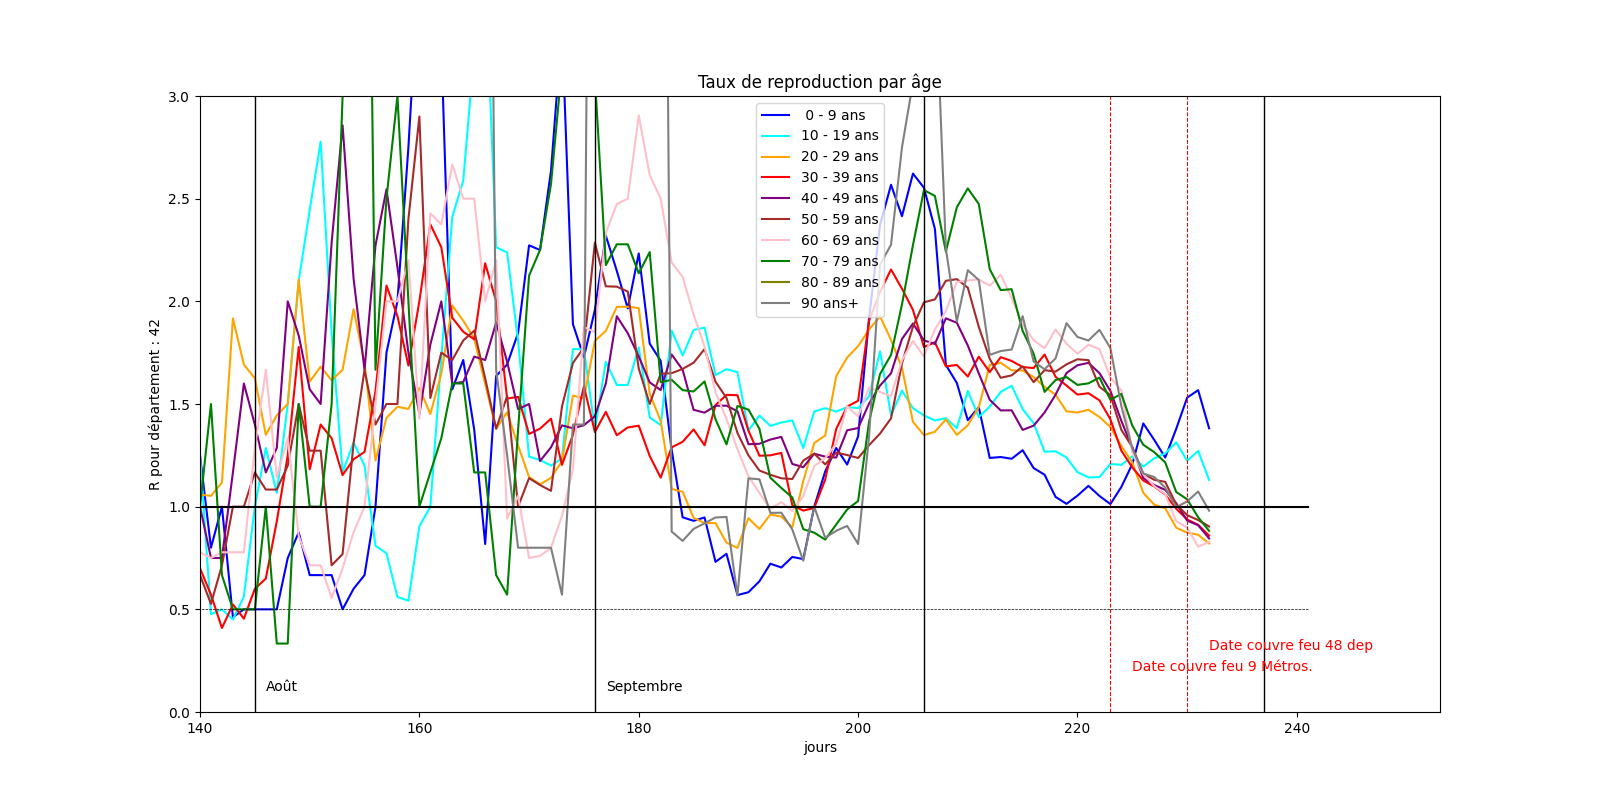 Taux de reproduction par âge
R pour département : 42
3.0
2.5
2.0
1.5
1.0
0.5
0.0
0 - 9 ans
10 - 19 ans
20 - 29 ans
30 - 39 ans
40 - 49 ans
50 - 59 ans
60 - 69 ans
70 - 79 ans
80 - 89 ans
90 ans+
Date couvre feu 48 dep
Date couvre feu 9 Métros.
Août
Septembre
140
160
180
200
220
240
jours